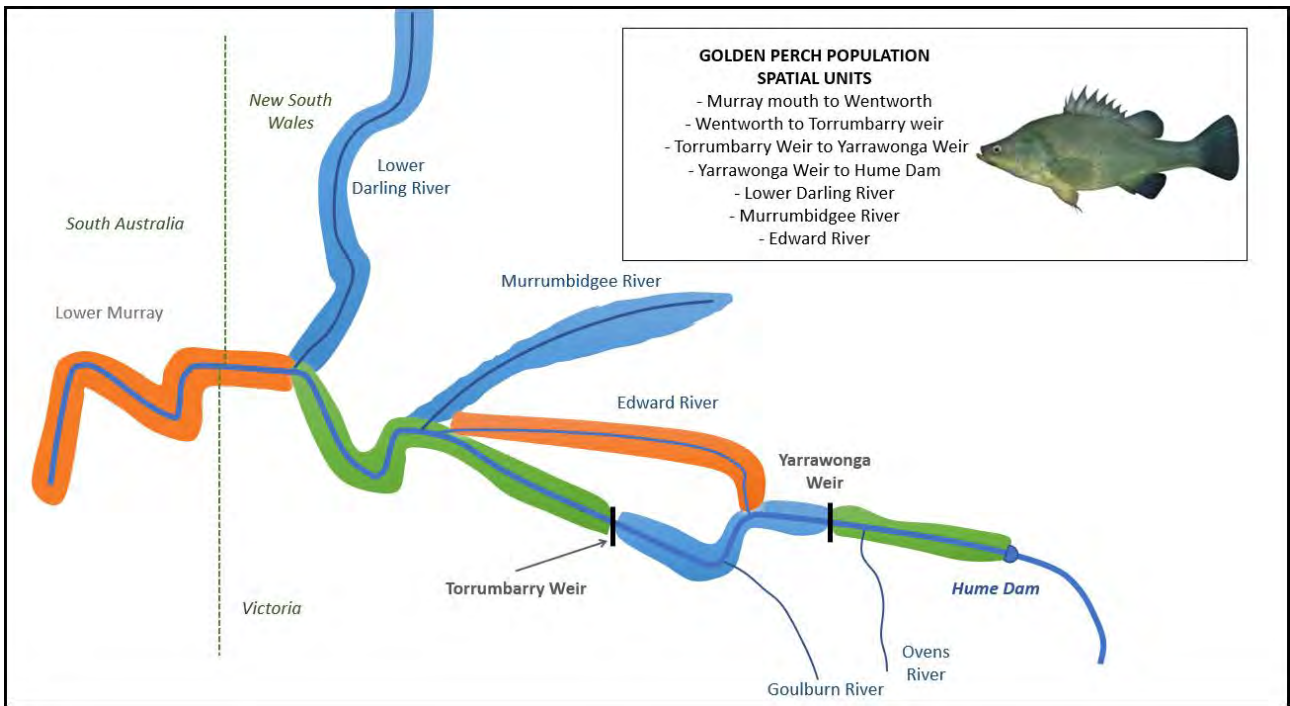 GOLDEN PERCH POPULATION
SPATIAL UNITS
- Murray mouth to Wentworth
- Wentworth to Torrumbarry weir
- Torrumbarry Weir to Yarrawonga Weir
- Yarrawonga Weir to Hume Dam
- Lower Darling River
- Murrumbidgee River
- Edward River
New South
Wales
Lower
Darling River
South Australia
Murrumbidgee River
Lower Murray
Edward River
Yarrawonga
Weir
Torrumbarry Weir
Hume Dam
Victoria
Ovens
River
Goulburn River